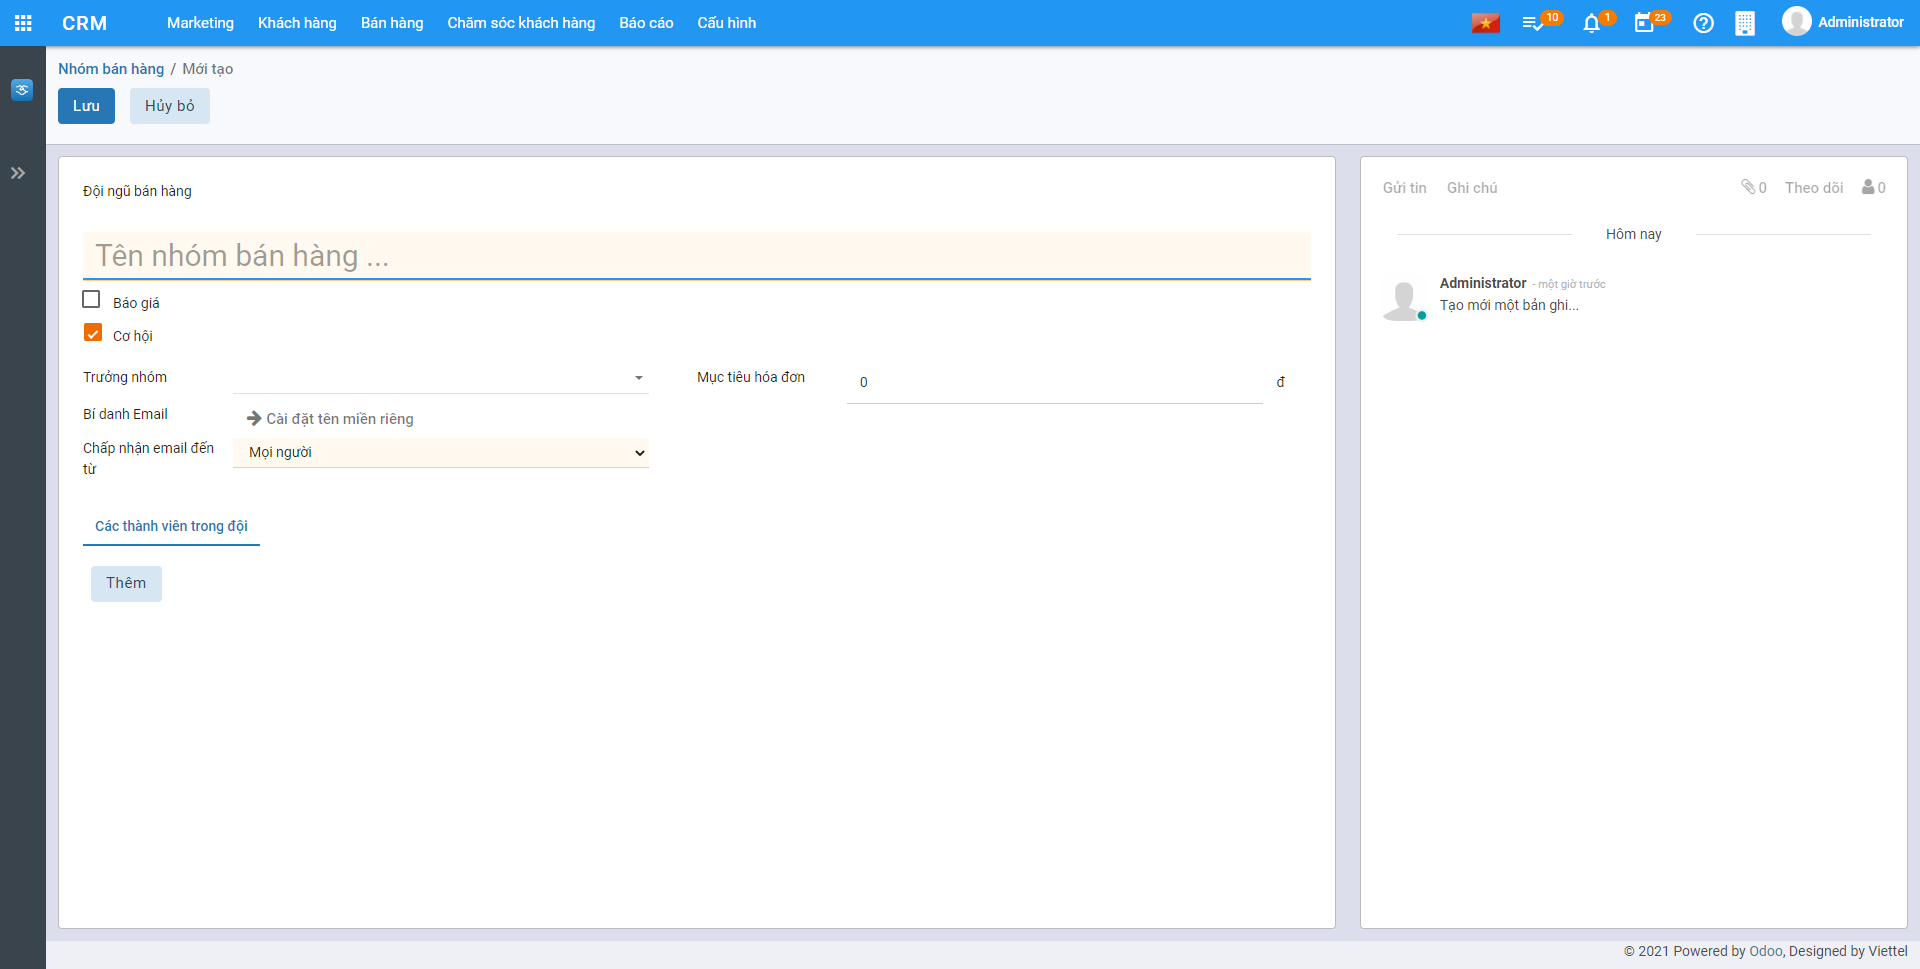 CRM Marketing Khách hàng Bán hàng Chăm sóc khách hàng Báo cáo Cấu hình 10 1 23 Administrator
Nhóm bán hàng / Mới tạo
Lưu Hủy bỏ
Đội ngũ bán hàng
Tên nhóm bán hàng ...
Báo giá
Cơ hội
Trưởng nhóm
Mục tiêu hóa đơn 0 đ
Bí danh Email Cài đặt tên miền riêng
Chấp nhận email đến từ Mọi người
Các thành viên trong đội
Thêm
Gửi tin Ghi chú 0 Theo dõi 0
Hôm nay
Administrator - một giờ trước
Tạo mới một bản ghi...
© 2021 Powered by Odoo, Designed by Viettel